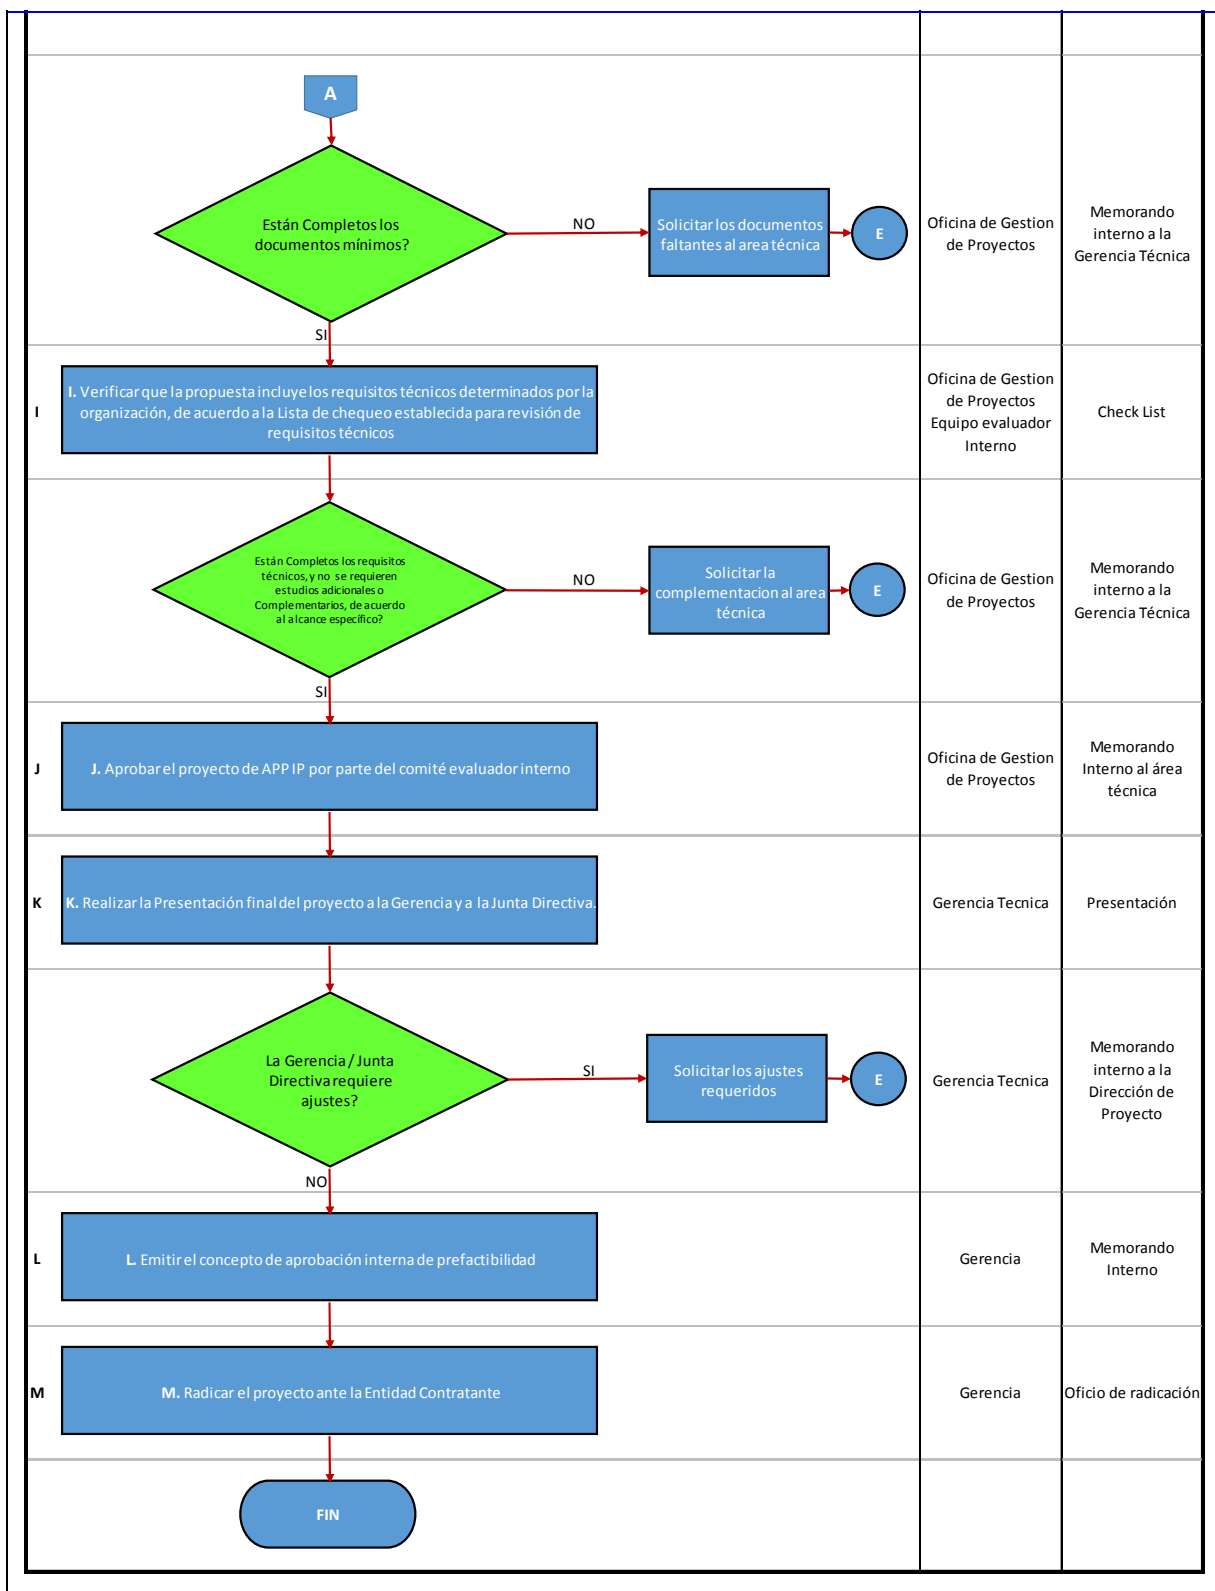 A
Están Completos los
documentos mínimos?
NO
Solicitar los documentos
faltantes al area técnica
E
Oficina de Gestion
de Proyectos
Memorando
interno a la
Gerencia Técnica
SI
I
I. Verificar que la propuesta incluye los requisitos técnicos determinados por la
organización, de acuerdo a la Lista de chequeo establecida para revisión de
requisitos técnicos
Oficina de Gestion
de Proyectos
Equipo evaluador
Interno
Check List
Están Completos los requisitos
técnicos, y no se requieren
estudios adicionales o
Complementarios, de acuerdo
al alcance específico?
NO
Solicitar la
complementacion al area
técnica
E
Oficina de Gestion
de Proyectos
Memorando
interno a la
Gerencia Técnica
SI
J
J. Aprobar el proyecto de APP IP por parte del comité evaluador interno
Oficina de Gestion
de Proyectos
Memorando
Interno al área
técnica
K
K. Realizar la Presentación final del proyecto a la Gerencia y a la Junta Directiva.
Gerencia Tecnica
Presentación
La Gerencia / Junta
Directiva requiere
ajustes?
SI
Solicitar los ajustes
requeridos
E
Gerencia Tecnica
Memorando
interno a la
Dirección de
Proyecto
NO
L
L. Emitir el concepto de aprobación interna de prefactibilidad
Gerencia
Memorando
Interno
M
M. Radicar el proyecto ante la Entidad Contratante
Gerencia
Oficio de radicación
FIN